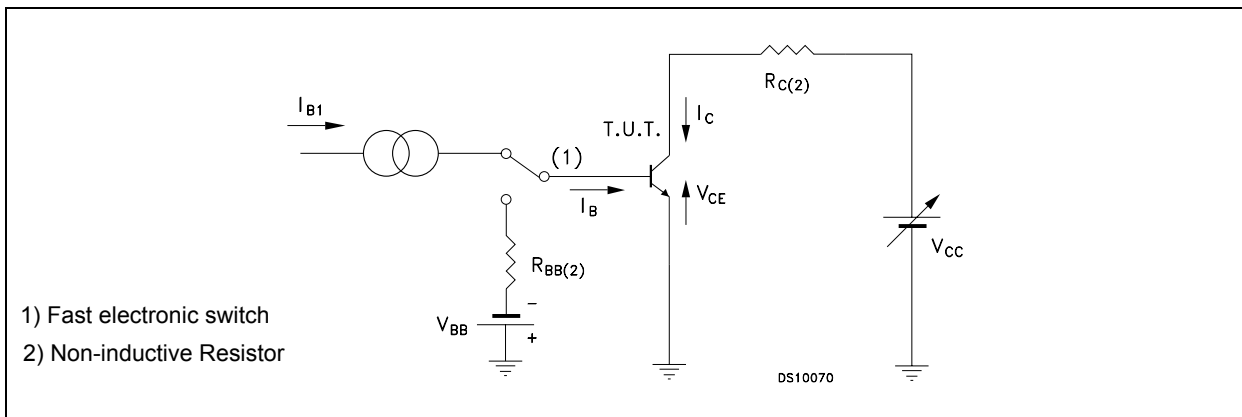 R_C(2)
I_B1
I_C
T.U.T.
(1)
V_CE
I_B
V_CC
R_BB(2)
-
V_BB
+
1) Fast electronic switch
2) Non-inductive Resistor
DS10070